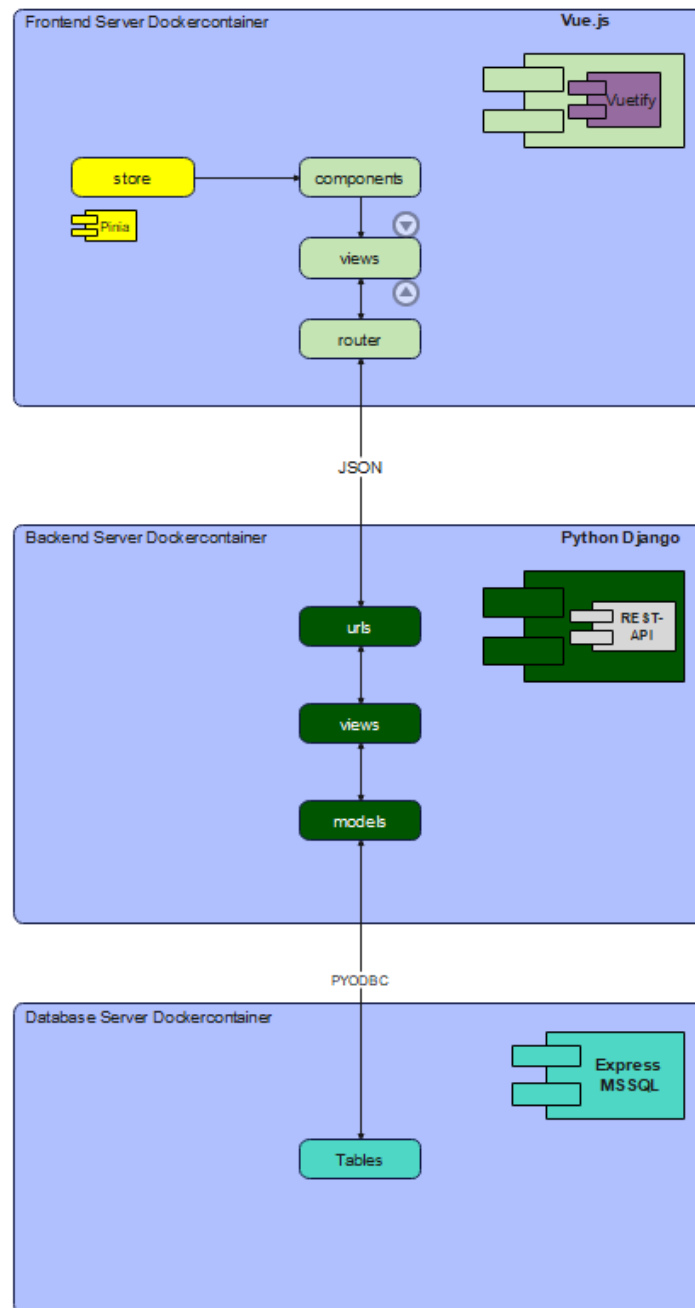 Frontend Server Dockercontainer
Vue.js
Vuetify
store
components
Pinia
views
router
JSON
Backend Server Dockercontainer
Python Django
REST-
API
urls
views
models
PYODBC
Database Server Dockercontainer
Express
MSSQL
Tables